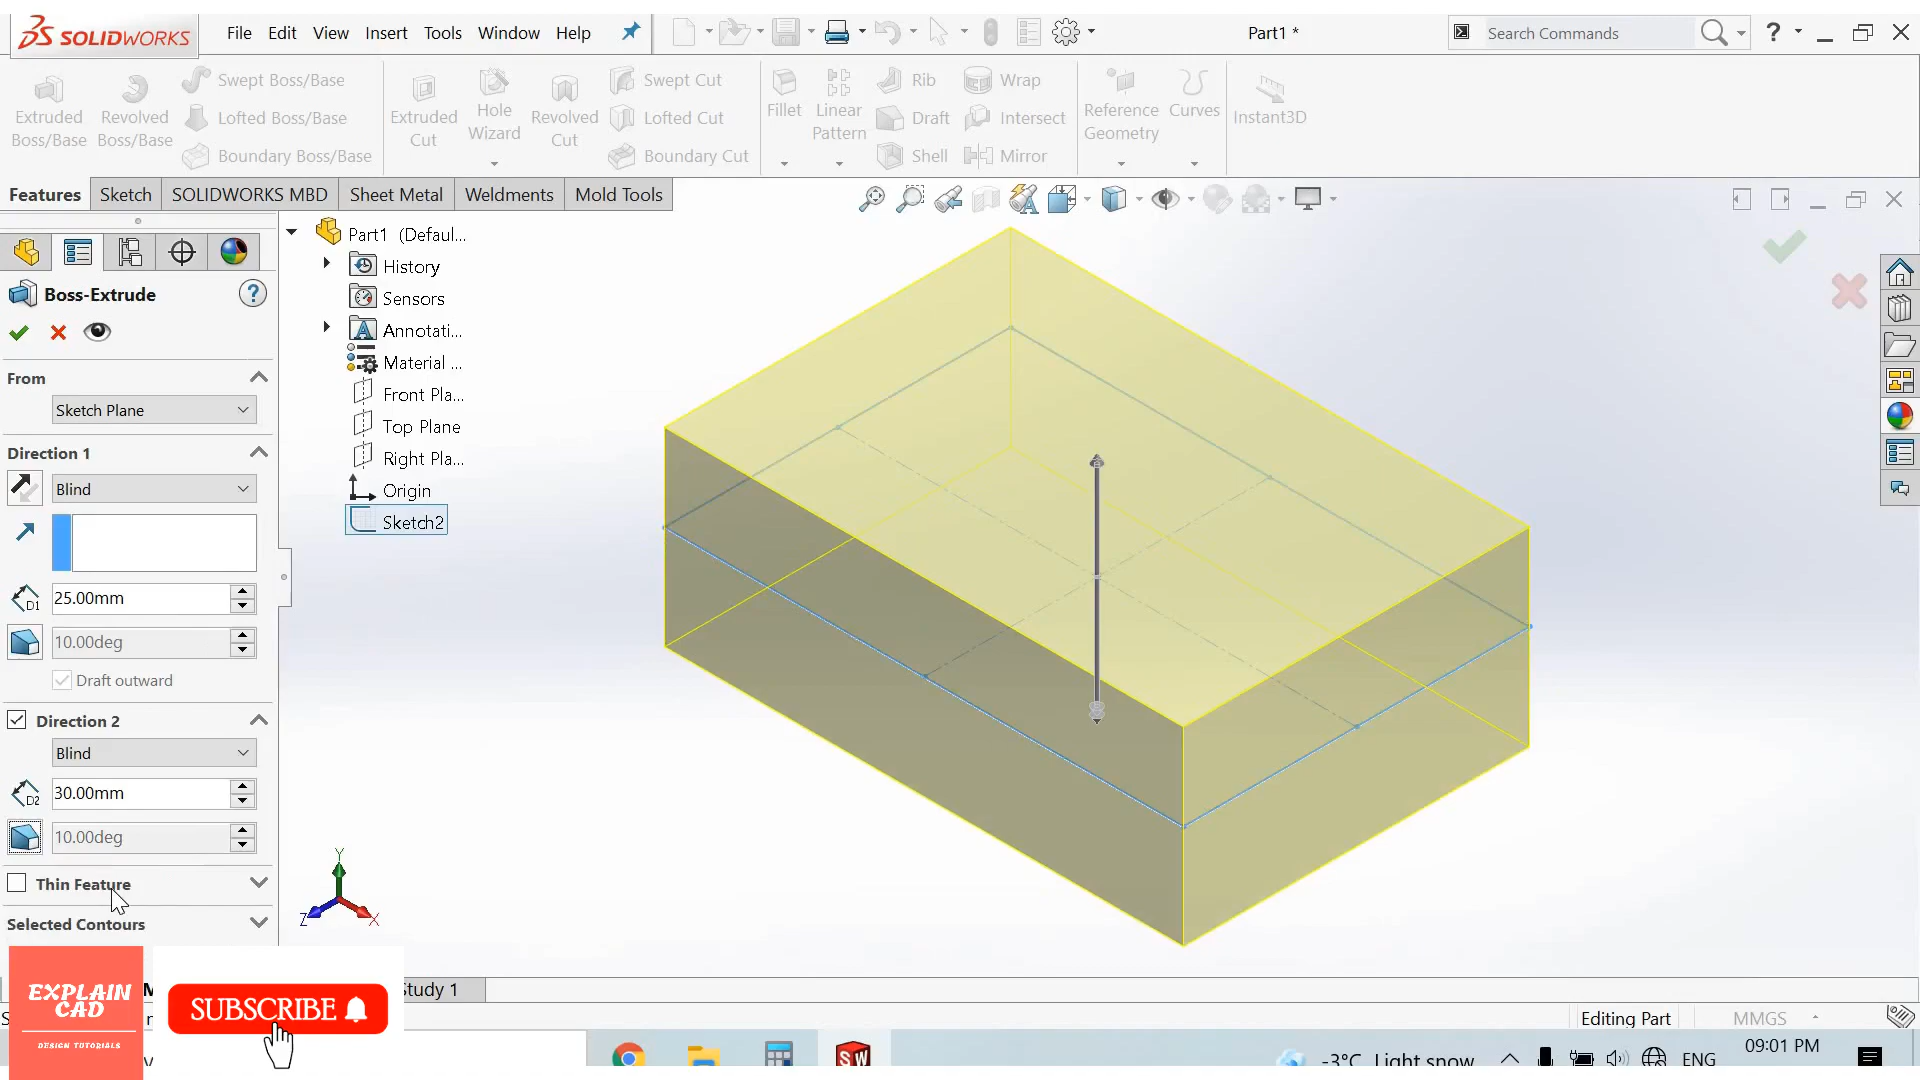 SOLIDWORKS
File Edit View Insert Tools Window Help
Part1 *
Search Commands
?
Extruded Boss/Base
Revolved Boss/Base
Swept Boss/Base
Lofted Boss/Base
Boundary Boss/Base
Extruded Cut
Hole Wizard
Revolved Cut
Swept Cut
Lofted Cut
Boundary Cut
Fillet
Linear Pattern
Rib
Draft
Shell
Wrap
Intersect
Mirror
Reference Geometry
Curves
Instant3D
Features Sketch SOLIDWORKS MBD Sheet Metal Weldments Mold Tools
Boss-Extrude
?
From
Sketch Plane
Direction 1
Blind
D1 25.00mm
10.00deg
Draft outward
Direction 2
Blind
D2 30.00mm
10.00deg
Thin Feature
Selected Contours
Part1 (Defaul...
History
Sensors
A Annotati...
Material ...
Front Pla...
Top Plane
Right Pla...
Origin
Sketch2
Y
Z
X
EXPLAIN
CAD
DESIGN TUTORIALS
SUBSCRIBE
Study 1
Editing Part
MMGS
SW
-3°C Light snow
ENG
09:01 PM